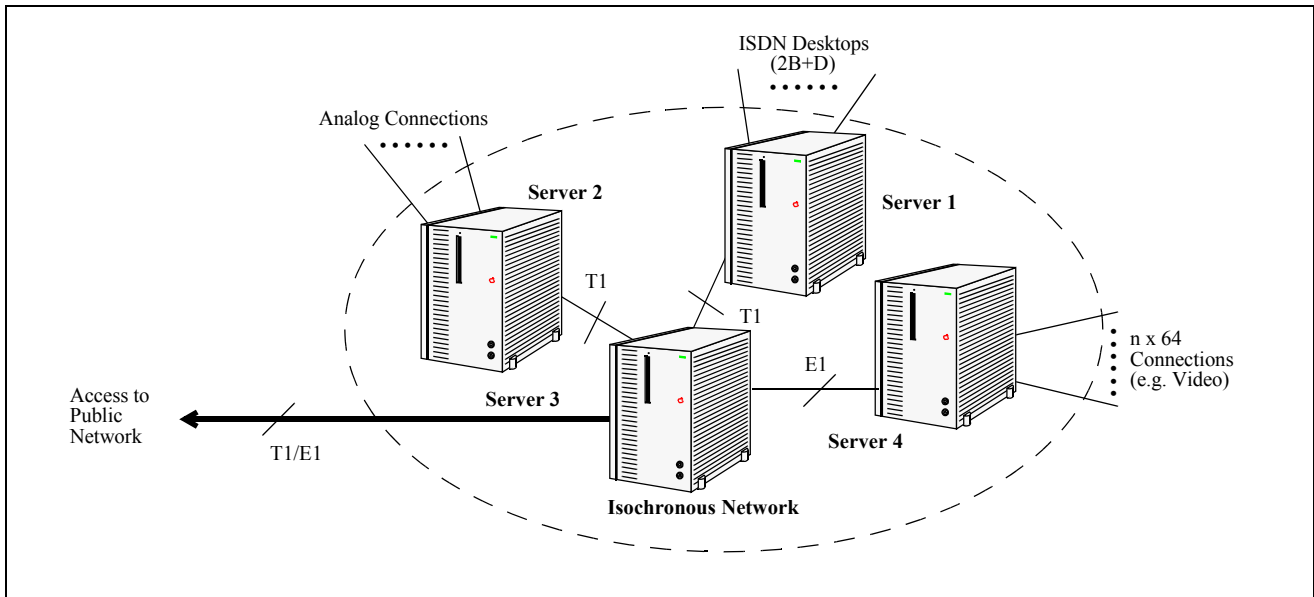 ISDN Desktops
(2B+D)
Analog Connections
Server 2
Server 1
T1
T1
E1
n x 64
Connections
(e.g. Video)
Access to
Public
Network
Server 3
T1/E1
Server 4
Isochronous Network